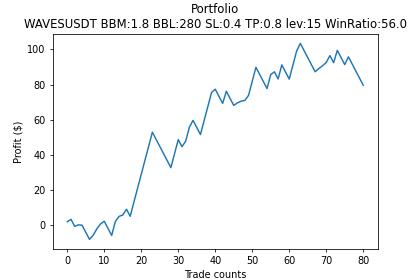 Portfolio
WAVESUSDT BBM:1.8 BBL:280 SL:0.4 TP:0.8 lev:15 WinRatio:56.0
100
80
60
40
20
0
Profit ($)
0 10 20 30 40 50 60 70 80
Trade counts